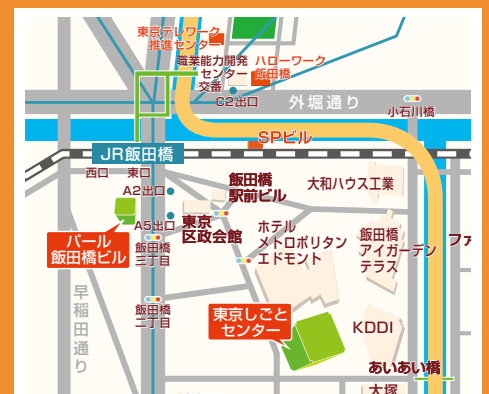 東京テレワーク
推進センター
職業能力開発
センター
ハローワーク
飯田橋
交番
C2出口
外堀通り
小石川橋
SPビル
JR飯田橋
西口
東口
A2出口
飯田橋
駅前ビル
大和ハウス工業
A5出口
東京
区政会館
ホテル
メトロポリタン
エドモント
飯田橋
アイガーデン
テラス
ファ
パール
飯田橋ビル
飯田橋
三丁目
早稲田通り
飯田橋
二丁目
東京しごと
センター
KDDI
あいあい橋
大塚